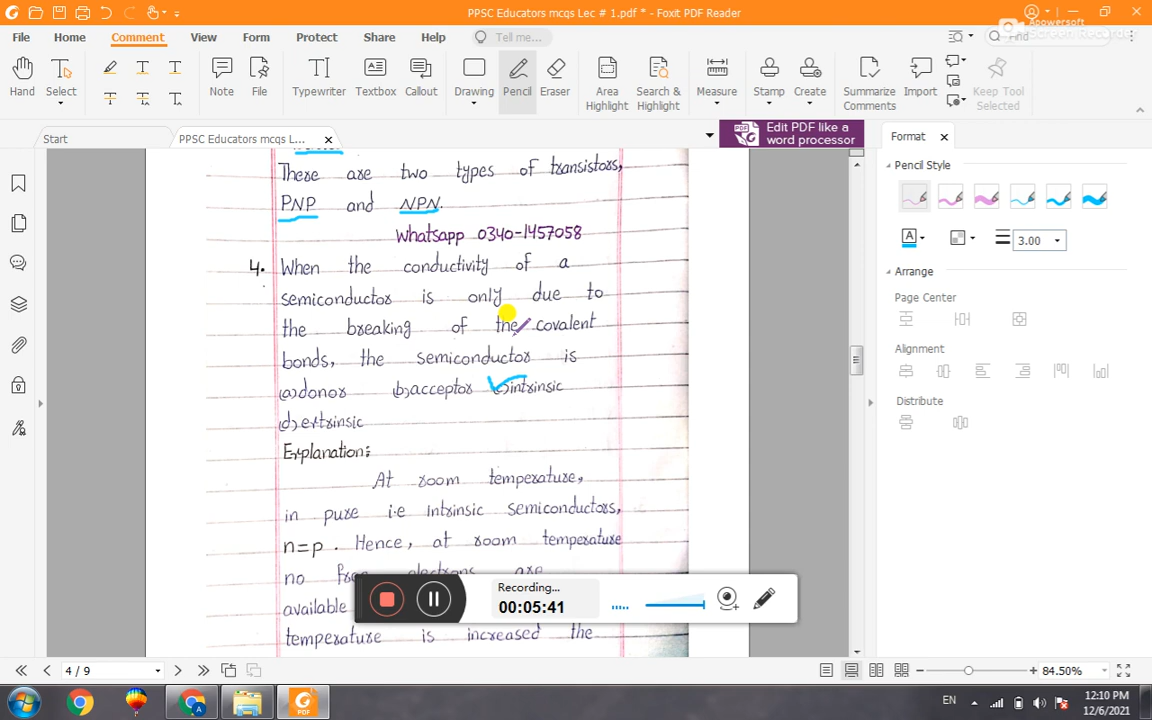 PPSC Educators mcqs Lec # 1.pdf * - Foxit PDF Reader
File Home Comment View Form Protect Share Help Tell me... Find
Apowersoft
Screen Recorder
Hand Select Note File Typewriter Textbox Callout Drawing Pencil Eraser Area Highlight Search & Highlight Measure Stamp Create Summarize Comments Import Keep Tool Selected
Start PPSC Educators mcqs L...
Edit PDF like a
word processor
Format
Pencil Style
3.00
Arrange
Page Center
Alignment
Distribute
There are two types of transistors,
PNP and NPN.
Whatsapp 0340-1457058
4. When the conductivity of a
semiconductor is only due to
the breaking of the covalent
bonds, the semiconductor is
(a)donor (b)acceptor (c)intrinsic
(d)extrinsic
Explanation:
At room temperature,
in pure i.e Intrinsic semiconductors,
n=p. Hence, at room temperature
no free electrons are
available
temperature is increased the
Recording...
00:05:41
4 / 9
84.50%
EN
12:10 PM
12/6/2021